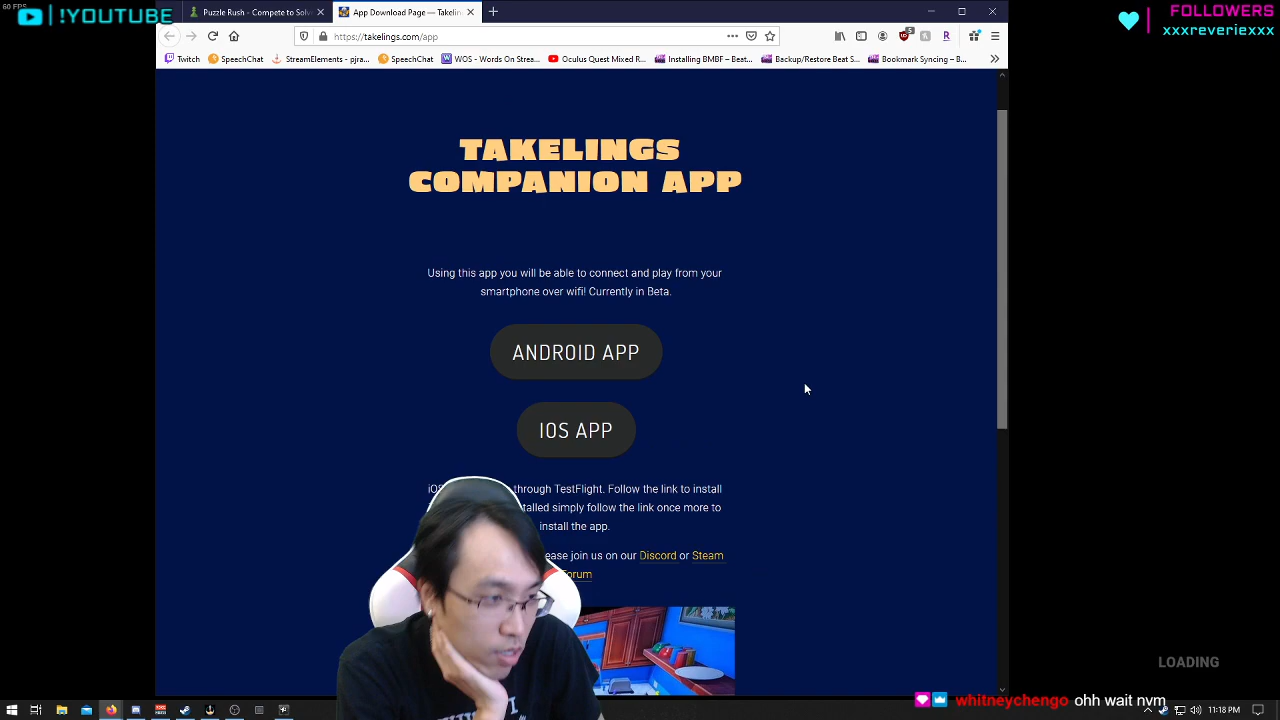 60 FPS
!YOUTUBE
Puzzle Rush - Compete to Solv
App Download Page — Takelin
FOLLOWERS
xxxreveriexxx
https://takelings.com/app
Twitch
SpeechChat
StreamElements - pjra...
SpeechChat
WOS - Words On Strea...
Oculus Quest Mixed R...
Installing BMBF – Beat...
Backup/Restore Beat S...
Bookmark Syncing – B...
TAKELINGS
COMPANION APP
Using this app you will be able to connect and play from your
smartphone over wifi! Currently in Beta.
ANDROID APP
IOS APP
through TestFlight. Follow the link to install
simply follow the link once more to
install the app.
please join us on our Discord or Steam
Forum
LOADING
whitneychengo ohh wait nvm
11:18 PM